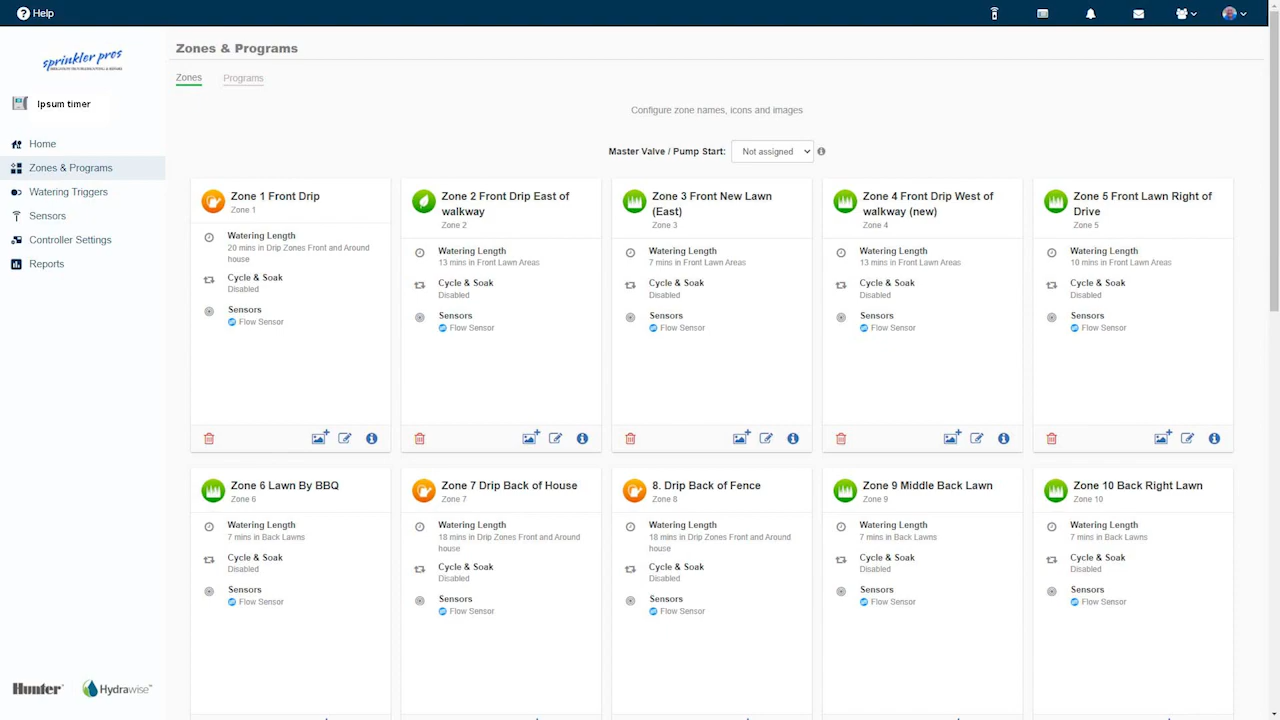 Help
sprinkler pros
Ipsum timer
Home
Zones & Programs
Watering Triggers
Sensors
Controller Settings
Reports
Hunter Hydrawise
Zones & Programs
Zones Programs
Configure zone names, icons and images
Master Valve / Pump Start: Not assigned
Zone 1 Front Drip
Zone 1
Watering Length
20 mins in Drip Zones Front and Around
house
Cycle & Soak
Disabled
Sensors
Flow Sensor
Zone 2 Front Drip East of
walkway
Zone 2
Watering Length
13 mins in Front Lawn Areas
Cycle & Soak
Disabled
Sensors
Flow Sensor
Zone 3 Front New Lawn
(East)
Zone 3
Watering Length
7 mins in Front Lawn Areas
Cycle & Soak
Disabled
Sensors
Flow Sensor
Zone 4 Front Drip West of
walkway (new)
Zone 4
Watering Length
13 mins in Front Lawn Areas
Cycle & Soak
Disabled
Sensors
Flow Sensor
Zone 5 Front Lawn Right of
Drive
Zone 5
Watering Length
10 mins in Front Lawn Areas
Cycle & Soak
Disabled
Sensors
Flow Sensor
Zone 6 Lawn By BBQ
Zone 6
Watering Length
7 mins in Back Lawns
Cycle & Soak
Disabled
Sensors
Flow Sensor
Zone 7 Drip Back of House
Zone 7
Watering Length
18 mins in Drip Zones Front and Around
house
Cycle & Soak
Disabled
Sensors
Flow Sensor
8. Drip Back of Fence
Zone 8
Watering Length
18 mins in Drip Zones Front and Around
house
Cycle & Soak
Disabled
Sensors
Flow Sensor
Zone 9 Middle Back Lawn
Zone 9
Watering Length
7 mins in Back Lawns
Cycle & Soak
Disabled
Sensors
Flow Sensor
Zone 10 Back Right Lawn
Zone 10
Watering Length
7 mins in Back Lawns
Cycle & Soak
Disabled
Sensors
Flow Sensor